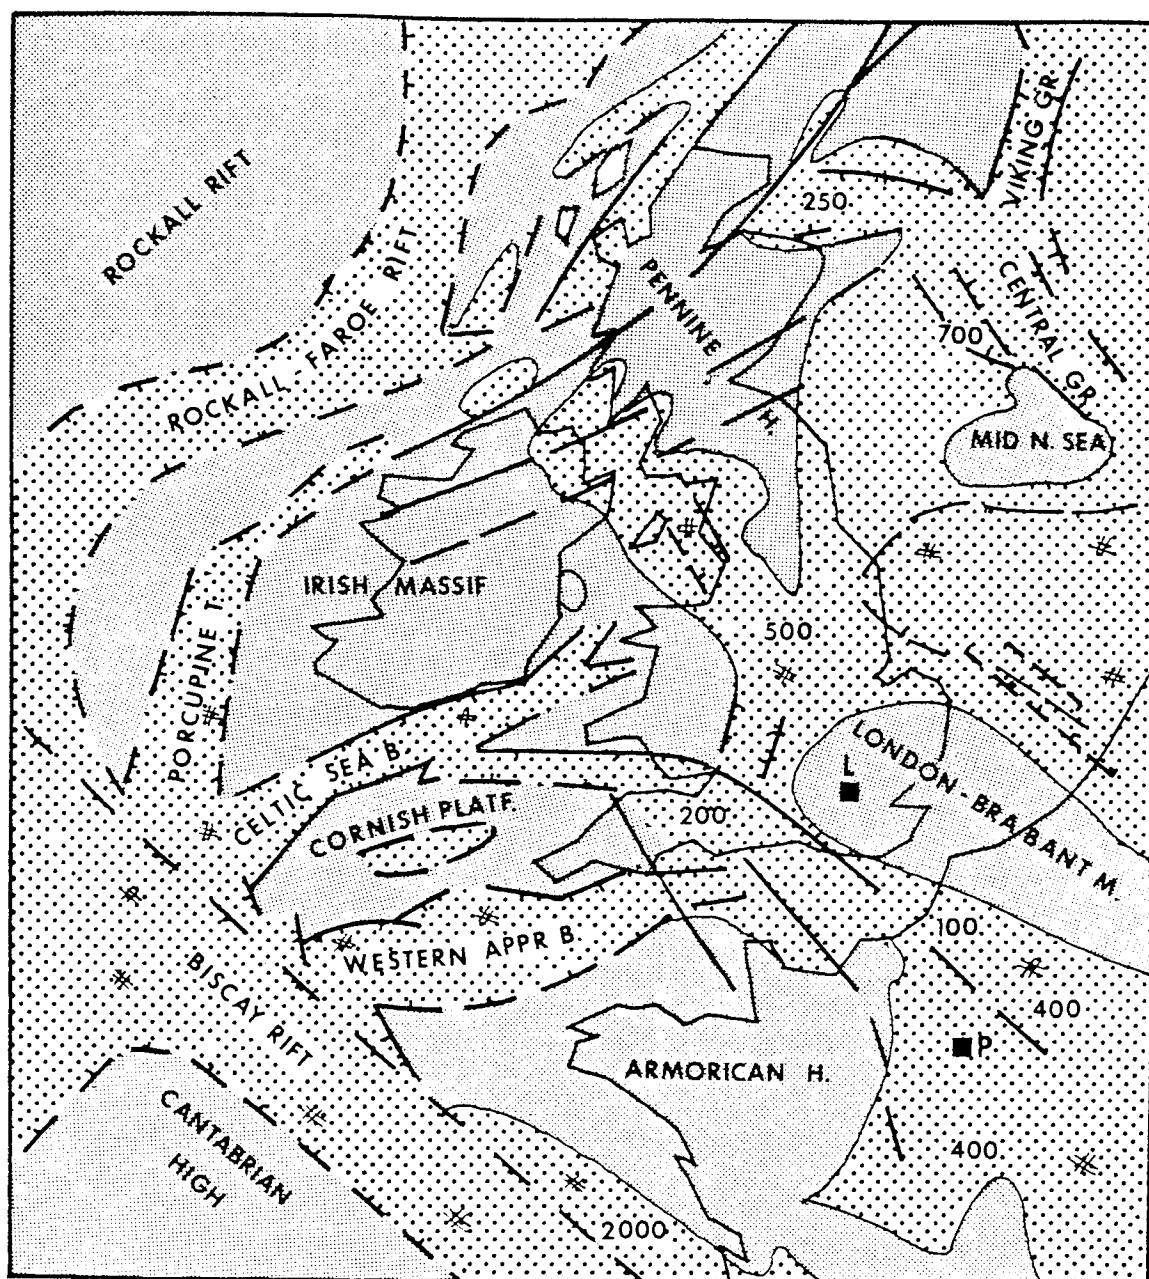 VIKING GR
ROCKALL RIFT
250
ROCKALL - FAROE RIFT
PENNINE H.
CENTRAL GR.
700
MID N. SEA
IRISH MASSIF
500
PORCUPINE T.
CELTIC SEA B.
LONDON - BRABANT M.
L
CORNISH PLATF.
200
100
WESTERN APPR B.
BISCAY RIFT
400
P
ARMORICAN H.
CANTABRIAN
HIGH
400
2000